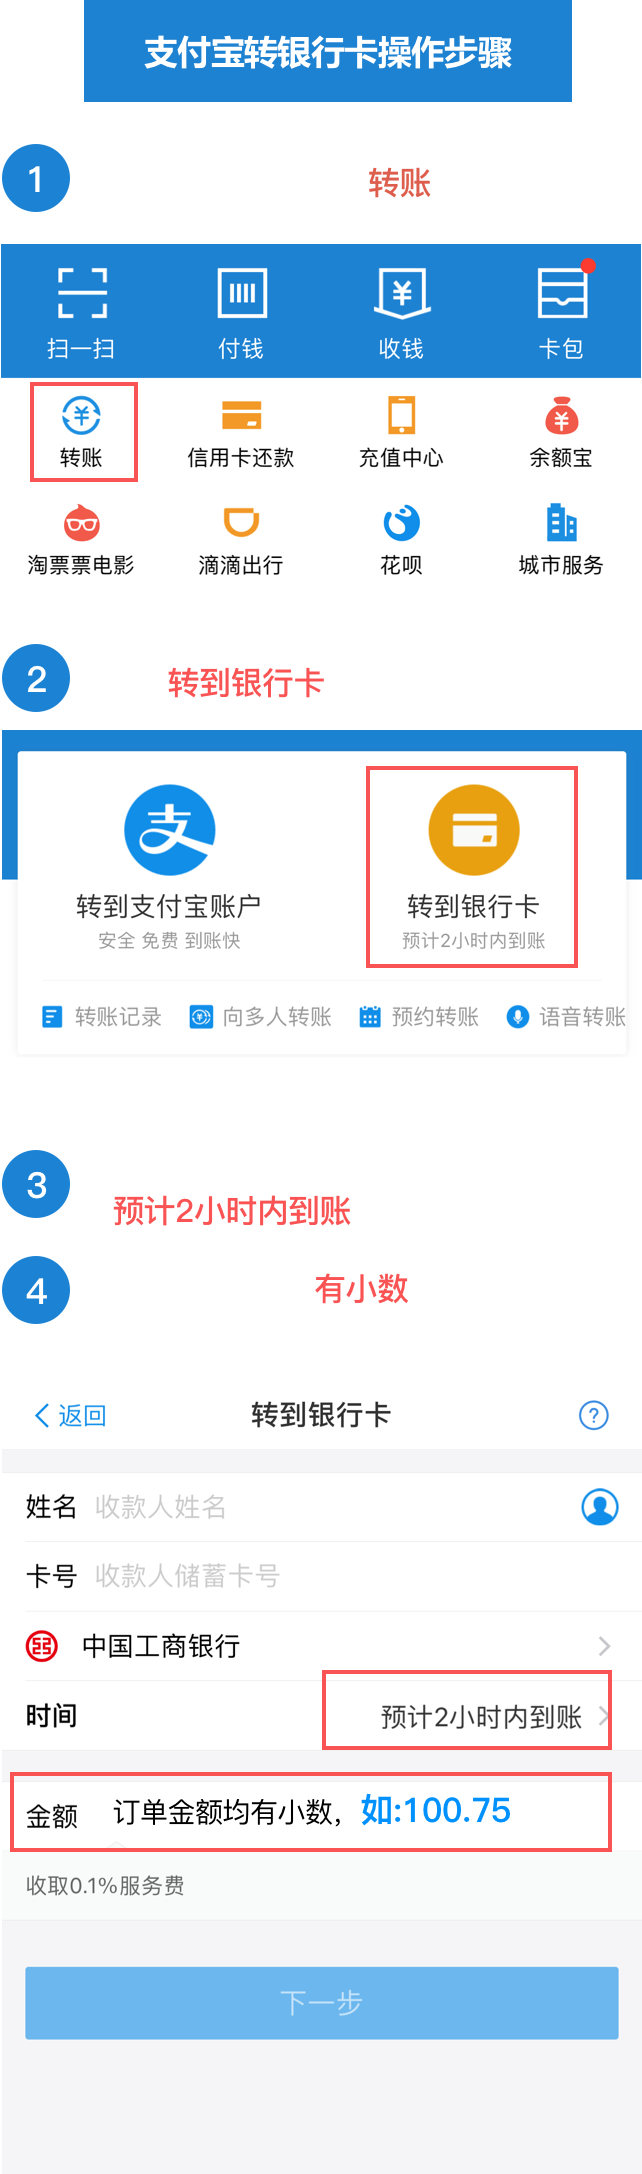 支付宝转银行卡操作步骤
1
转账
扫一扫 付钱 收钱 卡包
转账 信用卡还款 充值中心 余额宝
淘票票电影 滴滴出行 花呗 城市服务
2
转到银行卡
支
转到支付宝账户 转到银行卡
安全 免费 到账快 预计2小时内到账
转账记录 向多人转账 预约转账 语音转账
3
预计2小时内到账
4
有小数
返回 转到银行卡 ?
姓名 收款人姓名
卡号 收款人储蓄卡号
中国工商银行
时间 预计2小时内到账
金额 订单金额均有小数，如:100.75
收取0.1%服务费
下一步